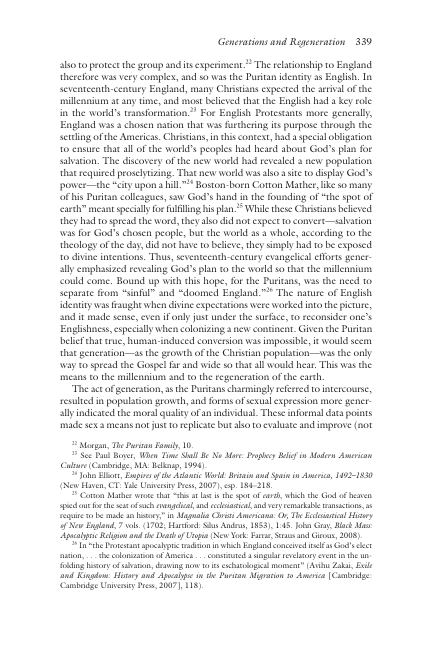 Generations and Regeneration 339
also to protect the group and its experiment.22 The relationship to England
therefore was very complex, and so was the Puritan identity as English. In
seventeenth-century England, many Christians expected the arrival of the
millennium at any time, and most believed that the English had a key role
in the world's transformation.23 For English Protestants more generally,
England was a chosen nation that was furthering its purpose through the
settling of the Americas. Christians, in this context, had a special obligation
to ensure that all of the world's peoples had heard about God's plan for
salvation. The discovery of the new world had revealed a new population
that required proselytizing. That new world was also a site to display God's
power—the "city upon a hill."24 Boston-born Cotton Mather, like so many
of his Puritan colleagues, saw God's hand in the founding of "the spot of
earth" meant specially for fulfilling his plan.25 While these Christians believed
they had to spread the word, they also did not expect to convert—salvation
was for God's chosen people, but the world as a whole, according to the
theology of the day, did not have to believe, they simply had to be exposed
to divine intentions. Thus, seventeenth-century evangelical efforts gener-
ally emphasized revealing God's plan to the world so that the millennium
could come. Bound up with this hope, for the Puritans, was the need to
separate from "sinful" and "doomed England."26 The nature of English
identity was fraught when divine expectations were worked into the picture,
and it made sense, even if only just under the surface, to reconsider one's
Englishness, especially when colonizing a new continent. Given the Puritan
belief that true, human-induced conversion was impossible, it would seem
that generation—as the growth of the Christian population—was the only
way to spread the Gospel far and wide so that all would hear. This was the
means to the millennium and to the regeneration of the earth.
The act of generation, as the Puritans charmingly referred to intercourse,
resulted in population growth, and forms of sexual expression more gener-
ally indicated the moral quality of an individual. These informal data points
made sex a means not just to replicate but also to evaluate and improve (not
22 Morgan, The Puritan Family, 10.
23 See Paul Boyer, When Time Shall Be No More: Prophecy Belief in Modern American
Culture (Cambridge, MA: Belknap, 1994).
24 John Elliott, Empires of the Atlantic World: Britain and Spain in America, 1492–1830
(New Haven, CT: Yale University Press, 2007), esp. 184–218.
25 Cotton Mather wrote that "this at last is the spot of earth, which the God of heaven
spied out for the seat of such evangelical, and ecclesiastical, and very remarkable transactions, as
require to be made an history," in Magnalia Christi Americana: Or, The Ecclesiastical History
of New England, 7 vols. (1702; Hartford: Silus Andrus, 1853), 1:45. John Gray, Black Mass:
Apocalyptic Religion and the Death of Utopia (New York: Farrar, Straus and Giroux, 2008).
26 In "the Protestant apocalyptic tradition in which England conceived itself as God's elect
nation, . . . the colonization of America . . . constituted a singular revelatory event in the un-
folding history of salvation, drawing now to its eschatological moment" (Avihu Zakai, Exile
and Kingdom: History and Apocalypse in the Puritan Migration to America [Cambridge:
Cambridge University Press, 2007], 118).